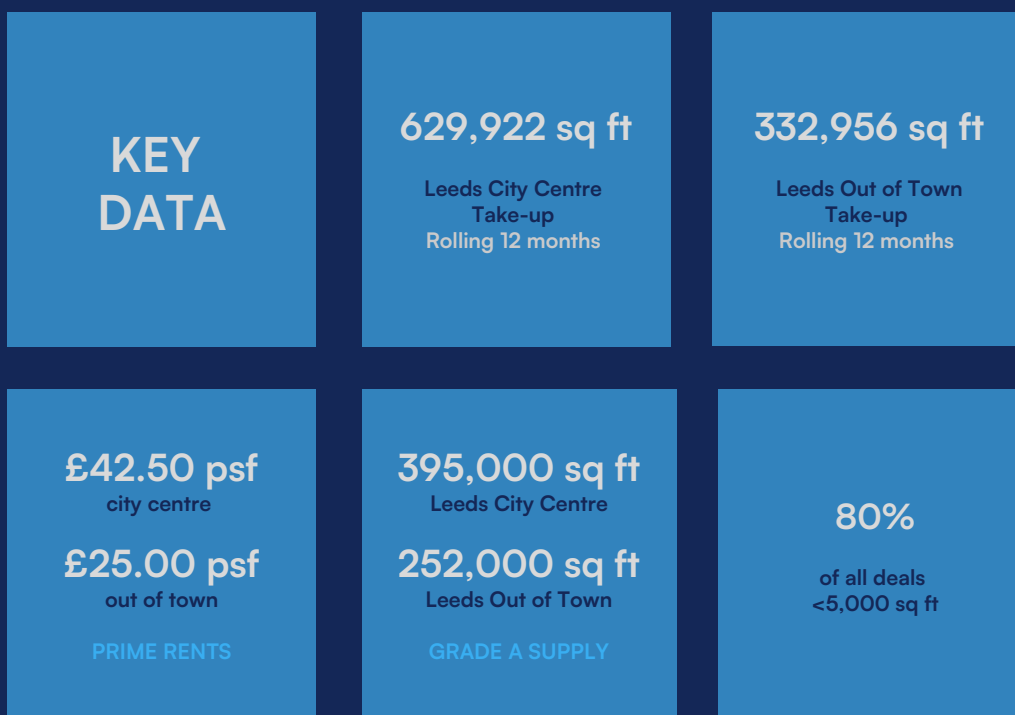 KEY
DATA
629,922 sq ft
Leeds City Centre
Take-up
Rolling 12 months
332,956 sq ft
Leeds Out of Town
Take-up
Rolling 12 months
£42.50 psf
city centre
£25.00 psf
out of town
PRIME RENTS
395,000 sq ft
Leeds City Centre
252,000 sq ft
Leeds Out of Town
GRADE A SUPPLY
80%
of all deals
<5,000 sq ft